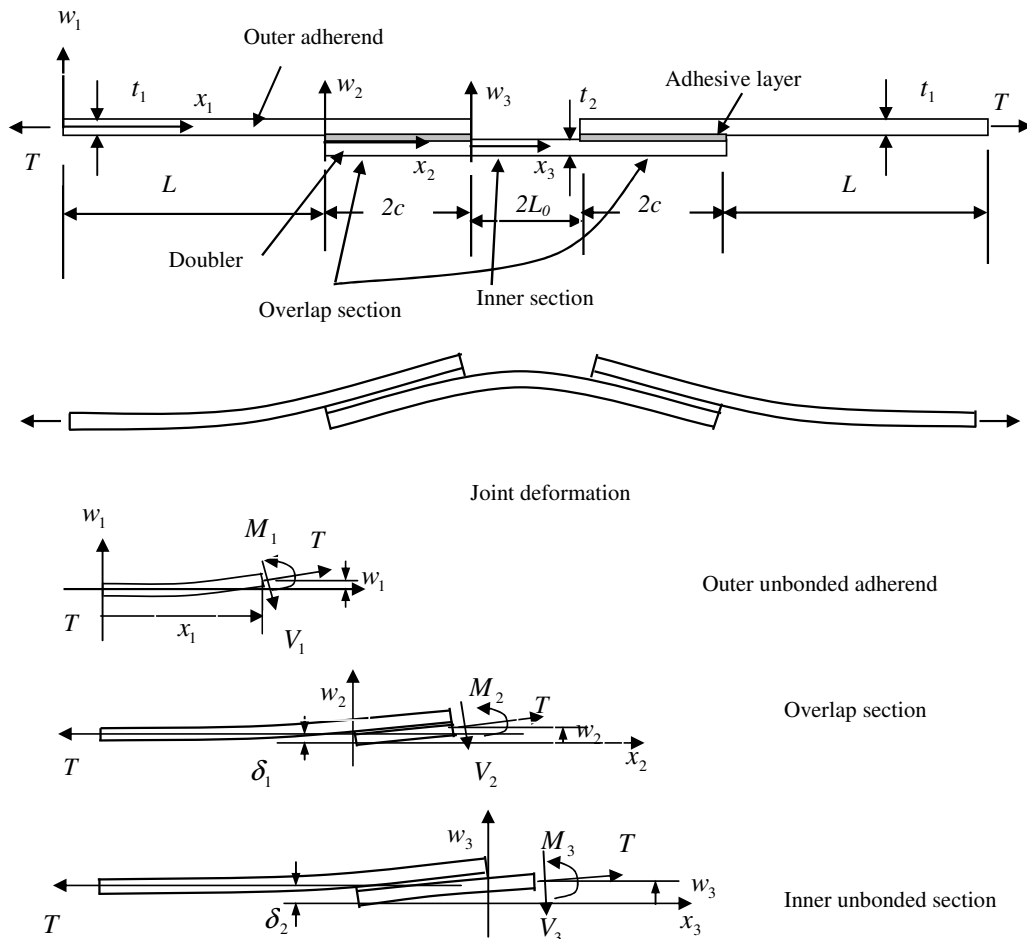 w₁
Outer adherend
t₁
x₁
w₂
w₃
t₂
Adhesive layer
t₁
T
T
x₂
x₃
L
2c
2L₀
2c
L
Doubler
Overlap section
Inner section
Joint deformation
w₁
M₁
T
w₁
Outer unbonded adherend
T
x₁
V₁
w₂
M₂
T
Overlap section
w₂
T
δ₁
V₂
x₂
w₃
M₃
T
w₃
Inner unbonded section
T
δ₂
V₃
x₃